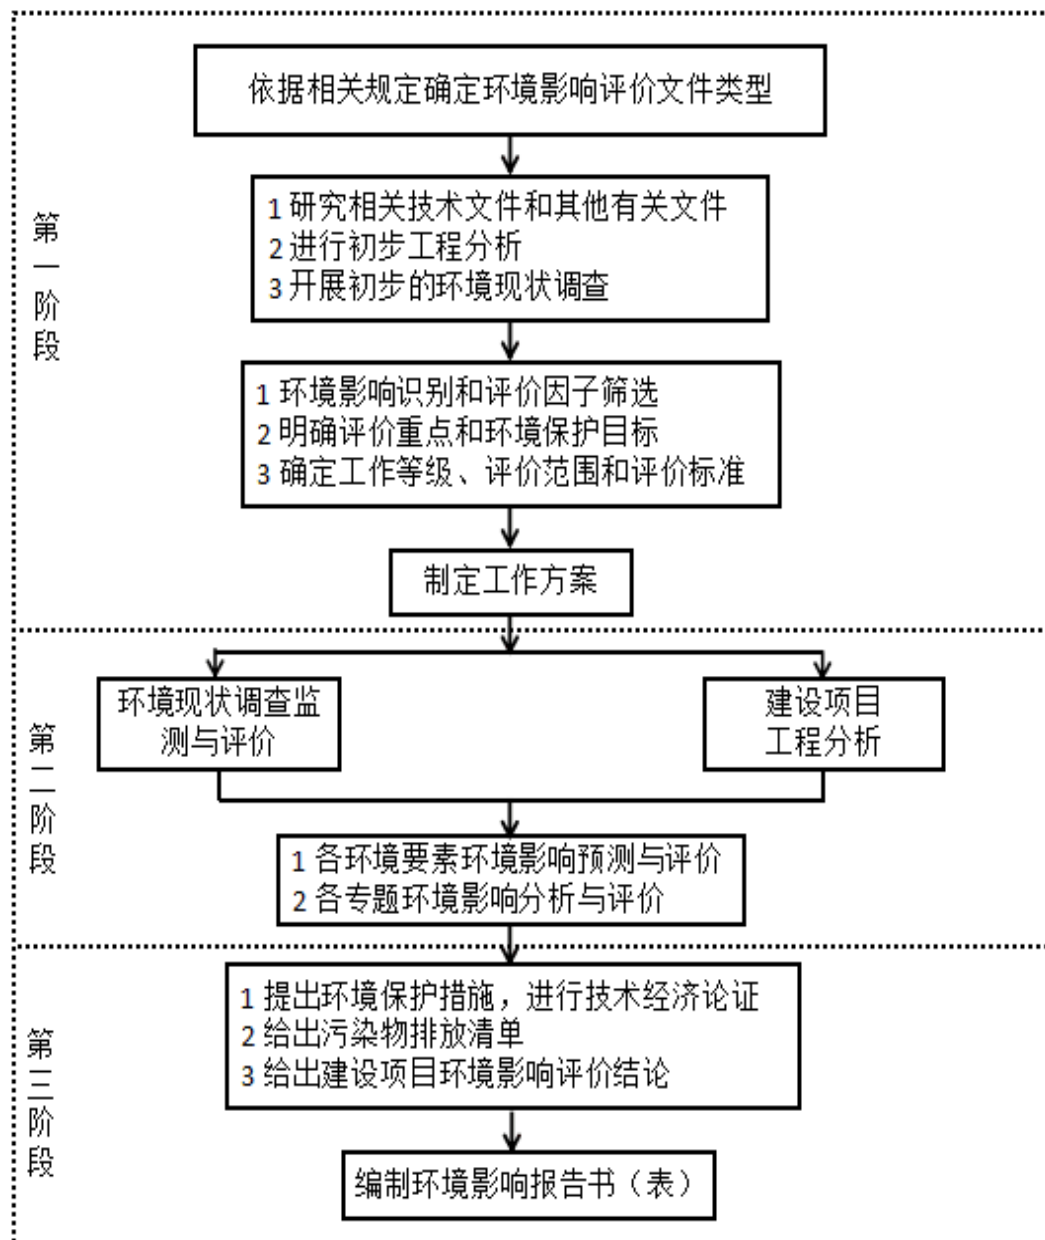 依据相关规定确定环境影响评价文件类型
第一阶段
1 研究相关技术文件和其他有关文件
2 进行初步工程分析
3 开展初步的环境现状调查
1 环境影响识别和评价因子筛选
2 明确评价重点和环境保护目标
3 确定工作等级、评价范围和评价标准
制定工作方案
第二阶段
环境现状调查监
测与评价
建设项目
工程分析
1 各环境要素环境影响预测与评价
2 各专题环境影响分析与评价
第三阶段
1 提出环境保护措施，进行技术经济论证
2 给出污染物排放清单
3 给出建设项目环境影响评价结论
编制环境影响报告书（表）